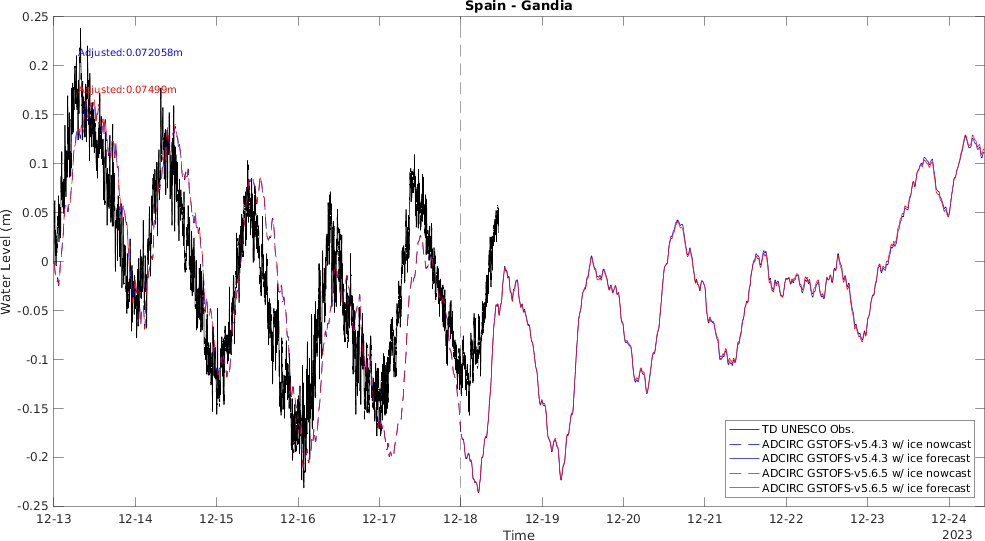 Spain - Gandia
0.25
0.2
0.15
0.1
0.05
0
-0.05
-0.1
-0.15
-0.2
-0.25
Water Level (m)
Adjusted:0.072058m
Adjusted:0.07499m
TD UNESCO Obs.
ADCIRC GSTOFS-v5.4.3 w/ ice nowcast
ADCIRC GSTOFS-v5.4.3 w/ ice forecast
ADCIRC GSTOFS-v5.6.5 w/ ice nowcast
ADCIRC GSTOFS-v5.6.5 w/ ice forecast
12-13 12-14 12-15 12-16 12-17 12-18 12-19 12-20 12-21 12-22 12-23 12-24
Time
2023